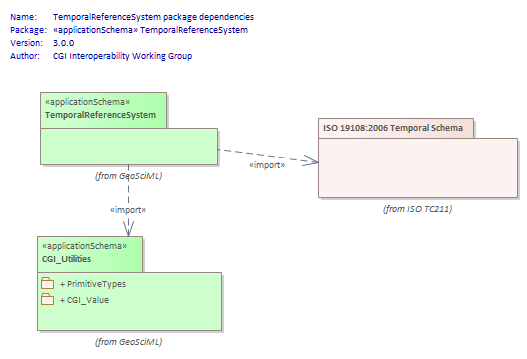 Name: TemporalReferenceSystem package dependencies
Package: «applicationSchema» TemporalReferenceSystem
Version: 3.0.0
Author: CGI Interoperability Working Group
«applicationSchema»
TemporalReferenceSystem
ISO 19108:2006 Temporal Schema
«import»
(from GeoSciML)
(from ISO TC211)
«import»
«applicationSchema»
CGI_Utilities
+ PrimitiveTypes
+ CGI_Value
(from GeoSciML)